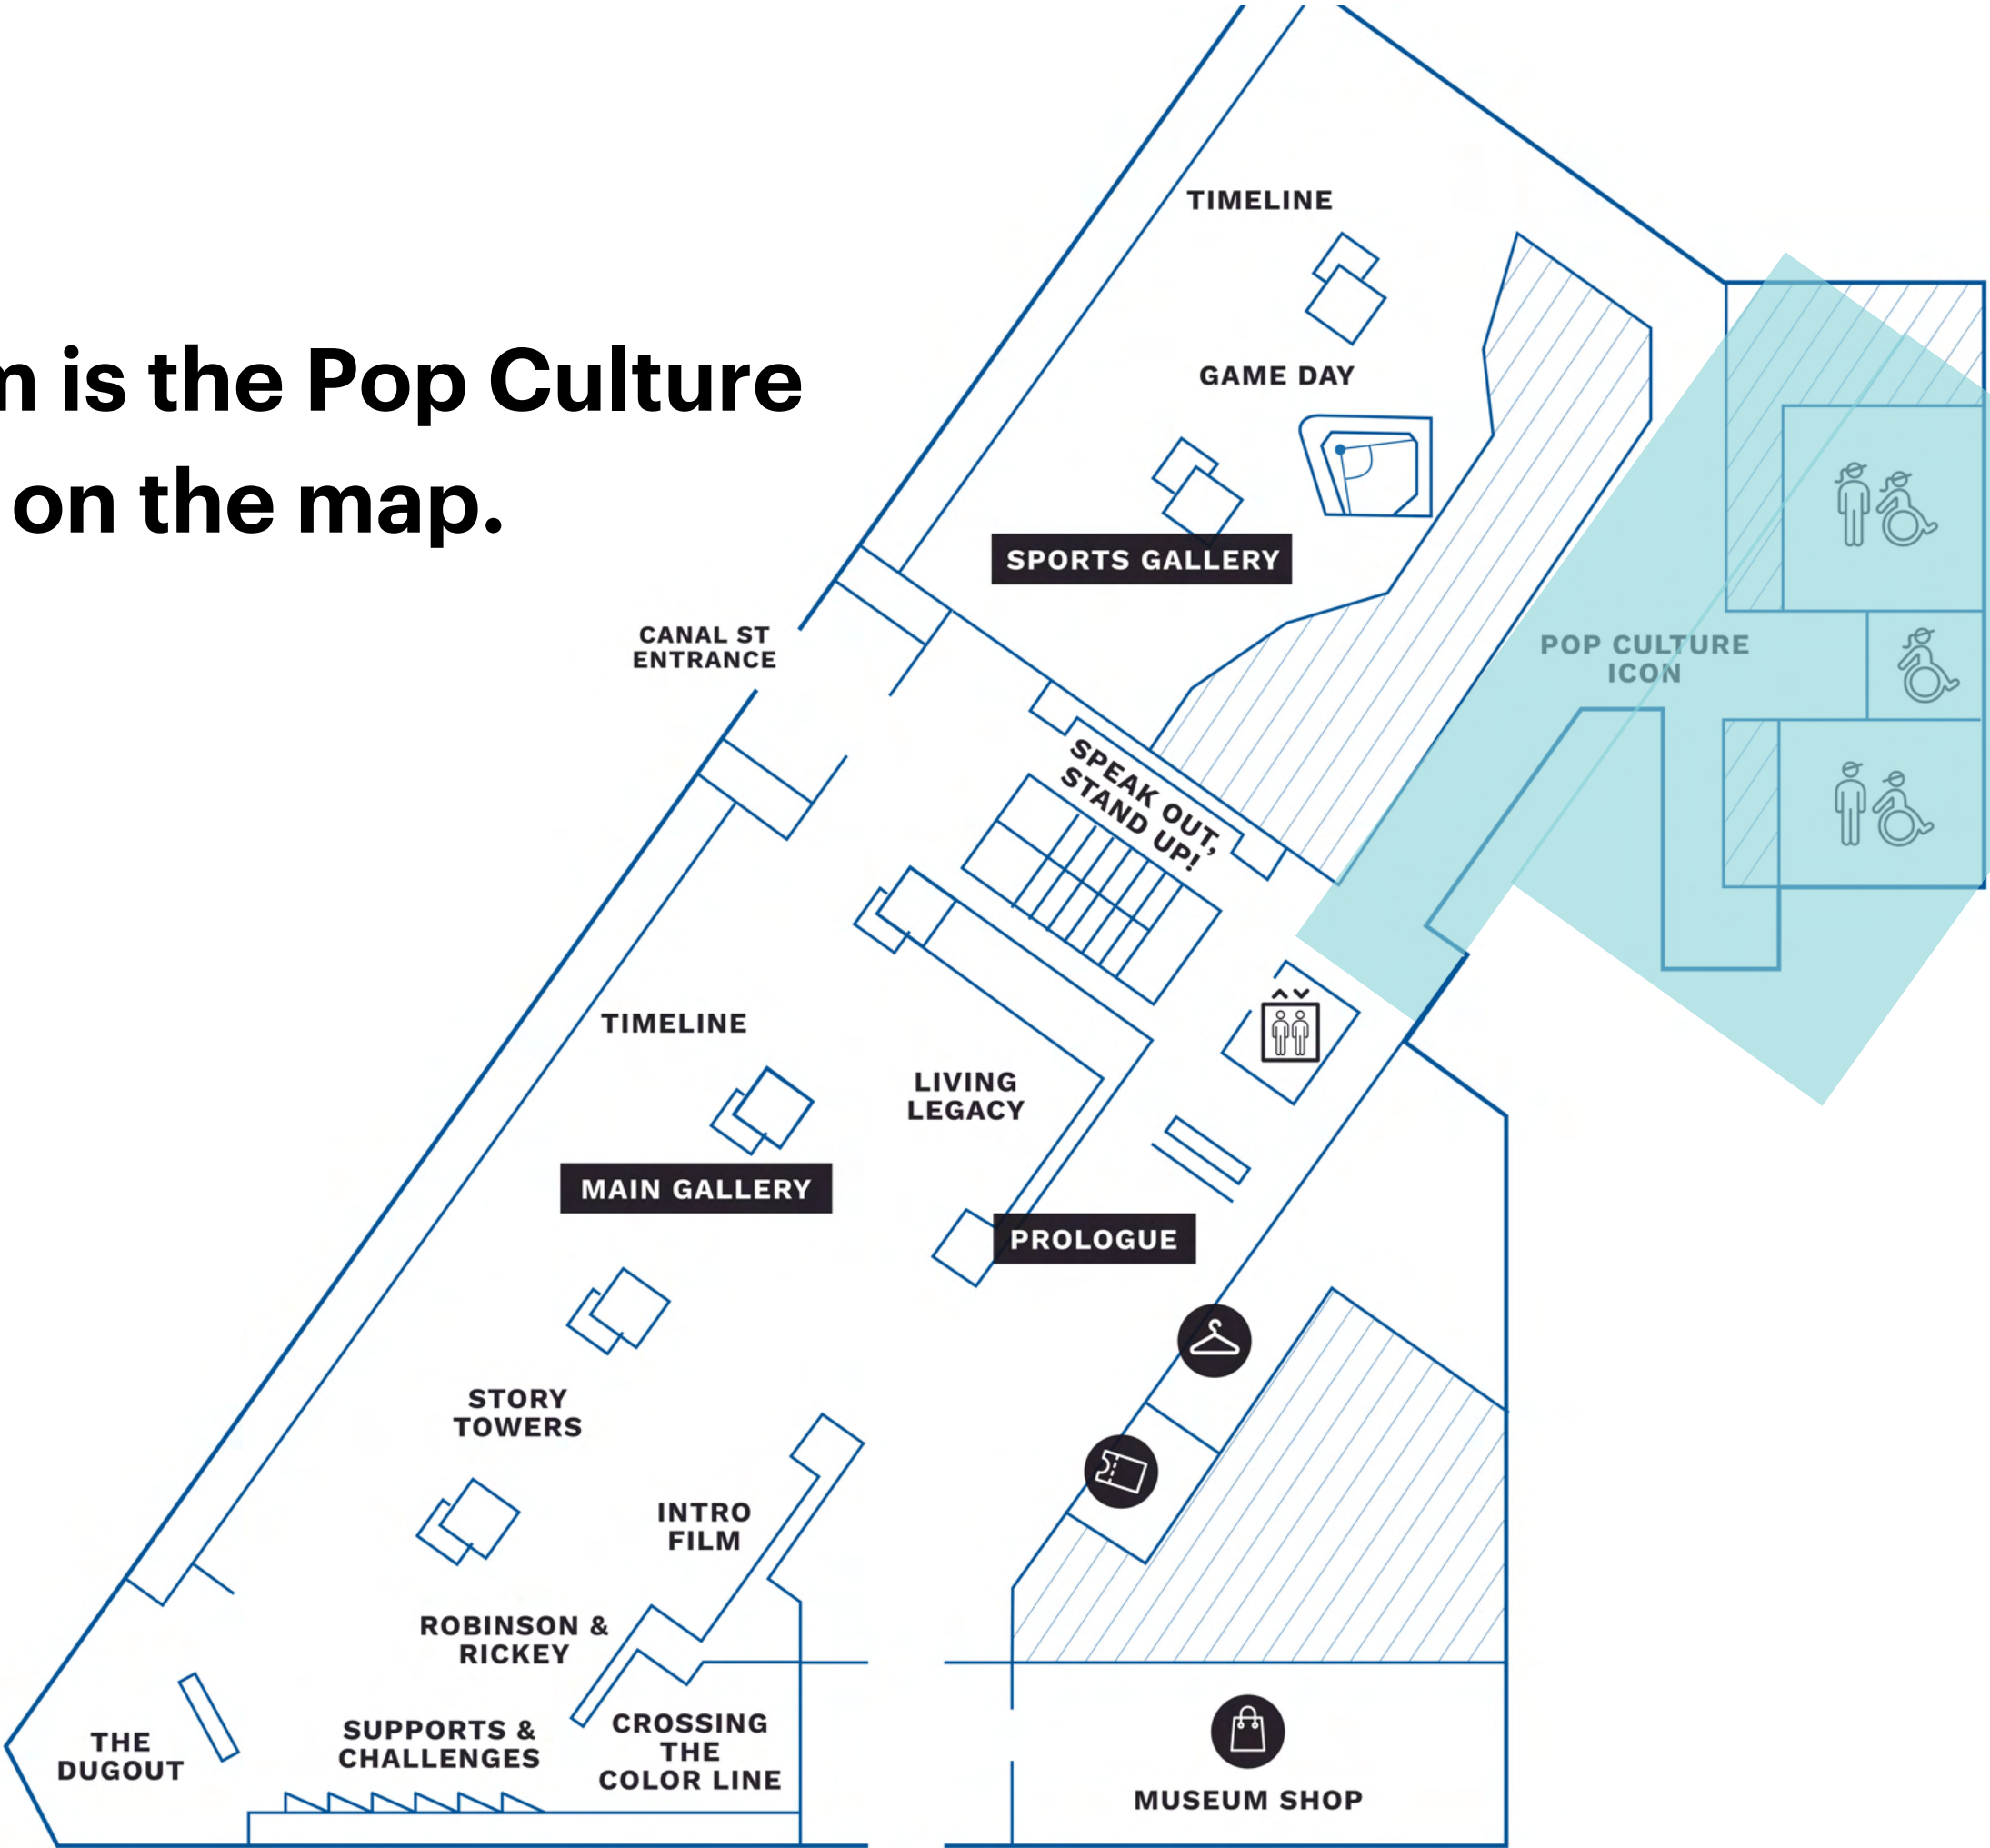 is the Pop Culture
on the map.
TIMELINE
GAME DAY
SPORTS GALLERY
CANAL ST
ENTRANCE
POP CULTURE
ICON
SPEAK OUT,
STAND UP!
TIMELINE
LIVING
LEGACY
MAIN GALLERY
PROLOGUE
STORY
TOWERS
INTRO
FILM
ROBINSON &
RICKEY
THE
DUGOUT
SUPPORTS &
CHALLENGES
CROSSING
THE
COLOR LINE
MUSEUM SHOP